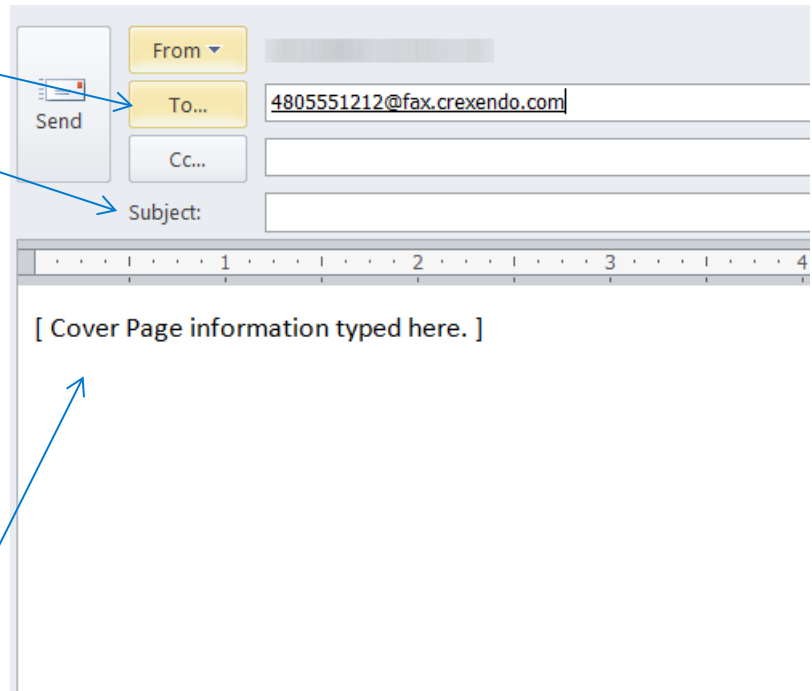 From
To...
4805551212@fax.crexendo.com
Send
Cc...
Subject:
1 2 3 4
[ Cover Page information typed here. ]